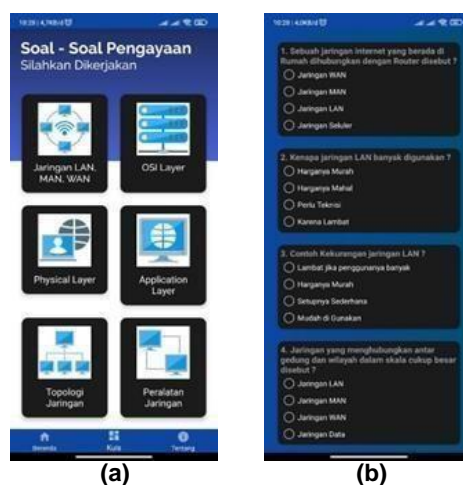 Soal - Soal Pengayaan
Silahkan Dikerjakan
Jaringan LAN,
MAN, WAN
OSI Layer
Physical Layer
Application
Layer
Topologi
Jaringan
Peralatan
Jaringan
Beranda
Kuis
Tentang
(a)
1. Sebuah jaringan internet yang berada di
Rumah dihubungkan dengan Router disebut ?
Jaringan WAN
Jaringan MAN
Jaringan LAN
Jaringan Seluler
2. Kenapa jaringan LAN banyak digunakan ?
Harganya Murah
Harganya Mahal
Perlu Teknisi
Karena Lambat
3. Contoh Kekurangan jaringan LAN ?
Lambat jika penggunanya banyak
Harganya Murah
Setupnya Sederhana
Mudah di Gunakan
4. Jaringan yang menghubungkan antar
gedung dan wilayah dalam skala cukup besar
disebut ?
Jaringan LAN
Jaringan MAN
Jaringan WAN
Jaringan Data
(b)